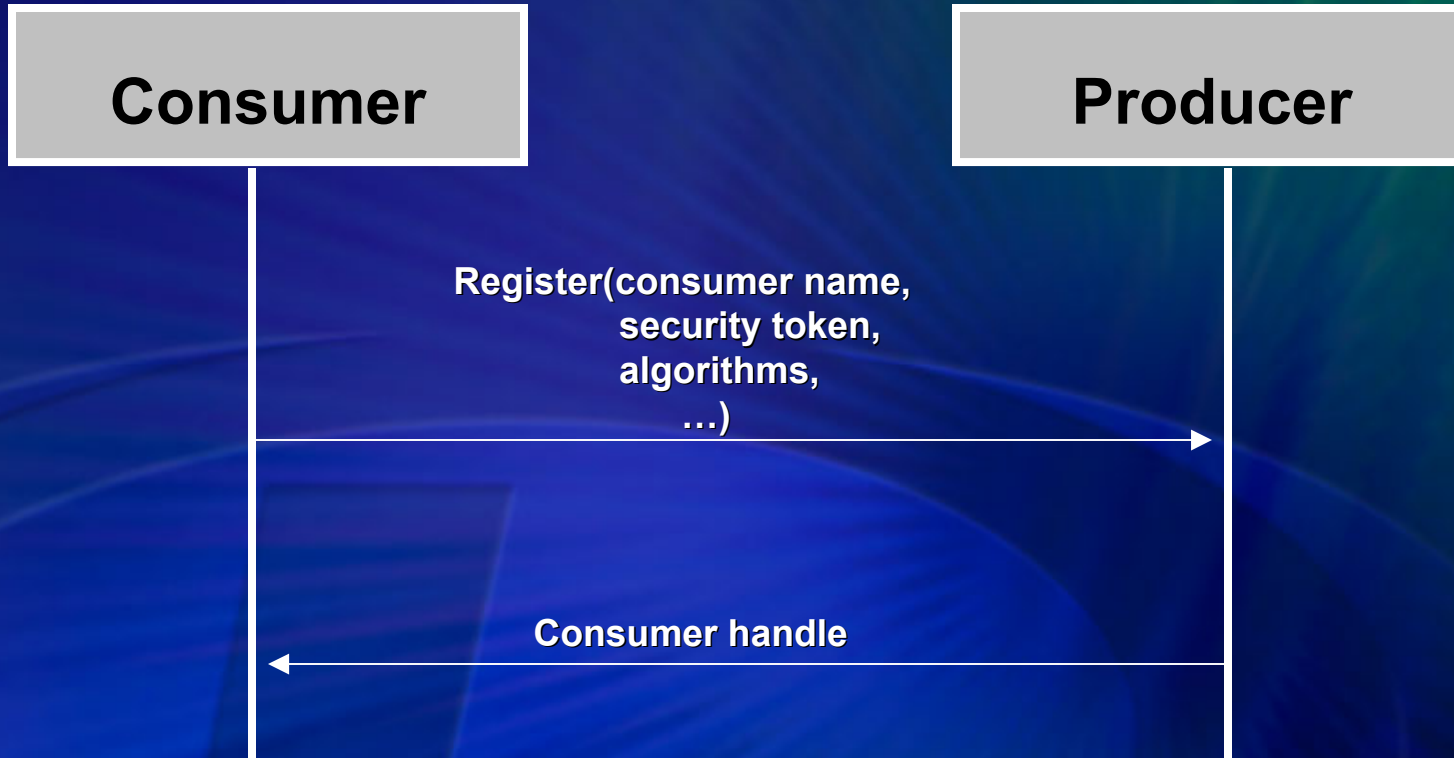 Consumer
Producer
Register(consumer name,
security token,
algorithms,
…)
Consumer handle